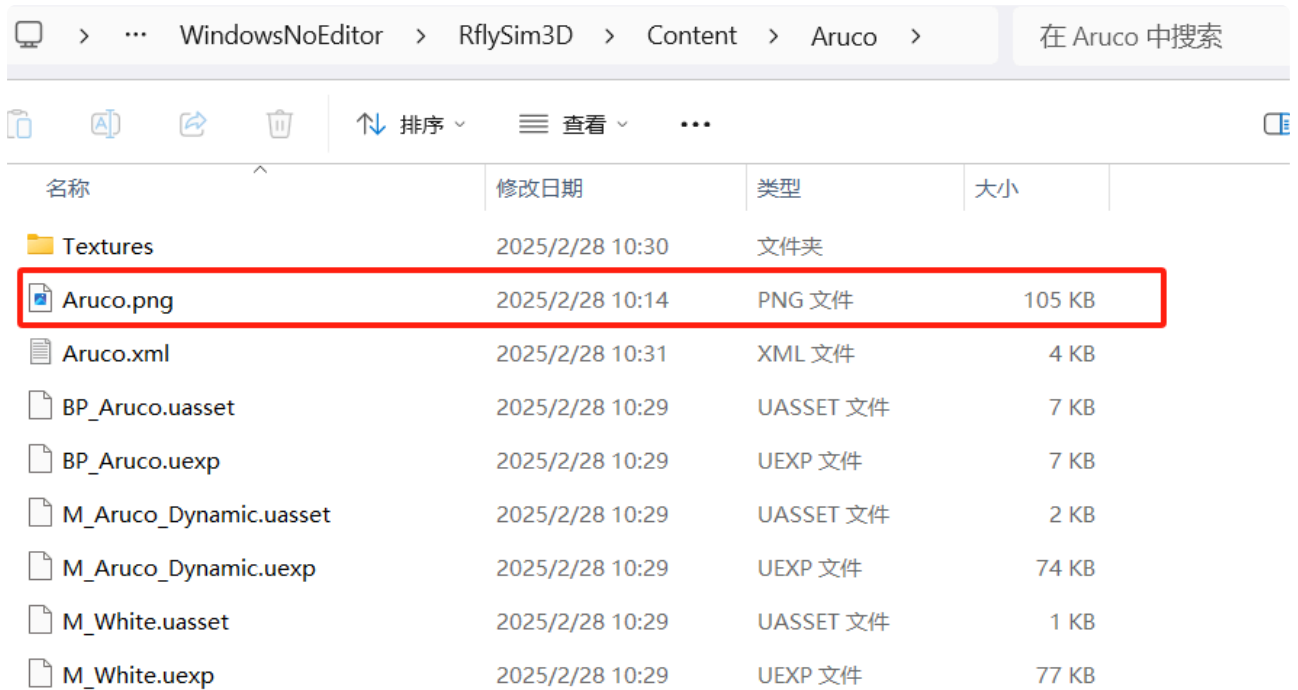 … WindowsNoEditor > RflySim3D > Content > Aruco > 在 Aruco 中搜索
A 排序 查看 …
名称 修改日期 类型 大小
Textures 2025/2/28 10:30 文件夹
Aruco.png 2025/2/28 10:14 PNG 文件 105 KB
Aruco.xml 2025/2/28 10:31 XML 文件 4 KB
BP_Aruco.uasset 2025/2/28 10:29 UASSET 文件 7 KB
BP_Aruco.uexp 2025/2/28 10:29 UEXP 文件 7 KB
M_Aruco_Dynamic.uasset 2025/2/28 10:29 UASSET 文件 2 KB
M_Aruco_Dynamic.uexp 2025/2/28 10:29 UEXP 文件 74 KB
M_White.uasset 2025/2/28 10:29 UASSET 文件 1 KB
M_White.uexp 2025/2/28 10:29 UEXP 文件 77 KB